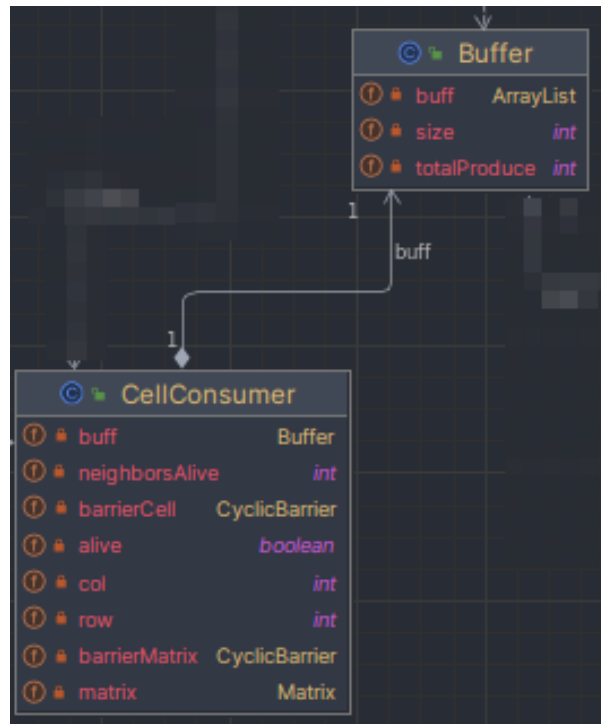 Buffer
buff ArrayList
size int
totalProduce int
1
buff
1
CellConsumer
buff Buffer
neighborsAlive int
barrierCell CyclicBarrier
alive boolean
col int
row int
barrierMatrix CyclicBarrier
matrix Matrix